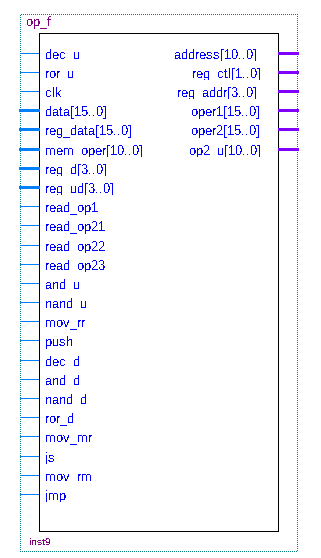 op_f
dec_u address[10..0]
ror_u reg_ctl[1..0]
clk reg_addr[3..0]
data[15..0] oper1[15..0]
reg_data[15..0] oper2[15..0]
mem_oper[10..0] op2_u[10..0]
reg_d[3..0]
reg_ud[3..0]
read_op1
read_op21
read_op22
read_op23
and_u
nand_u
mov_rr
push
dec_d
and_d
nand_d
ror_d
mov_mr
js
mov_rm
jmp
inst9